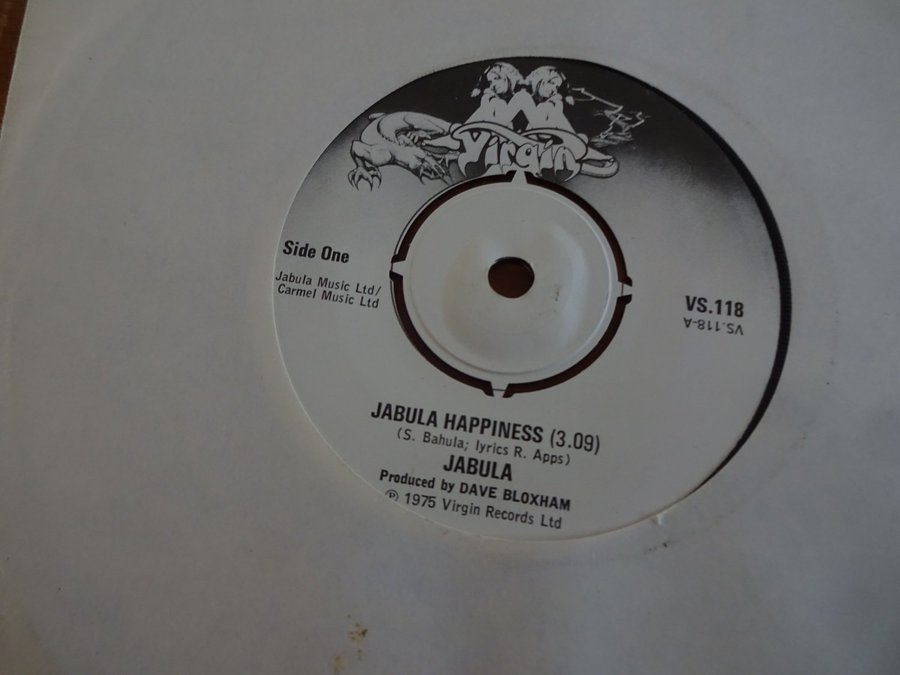 Virgin
Side One
Jabula Music Ltd/
Carmel Music Ltd
VS.118
VS.118-A
JABULA HAPPINESS (3.09)
(S. Bahula; lyrics R. Apps)
JABULA
Produced by DAVE BLOXHAM
℗ 1975 Virgin Records Ltd